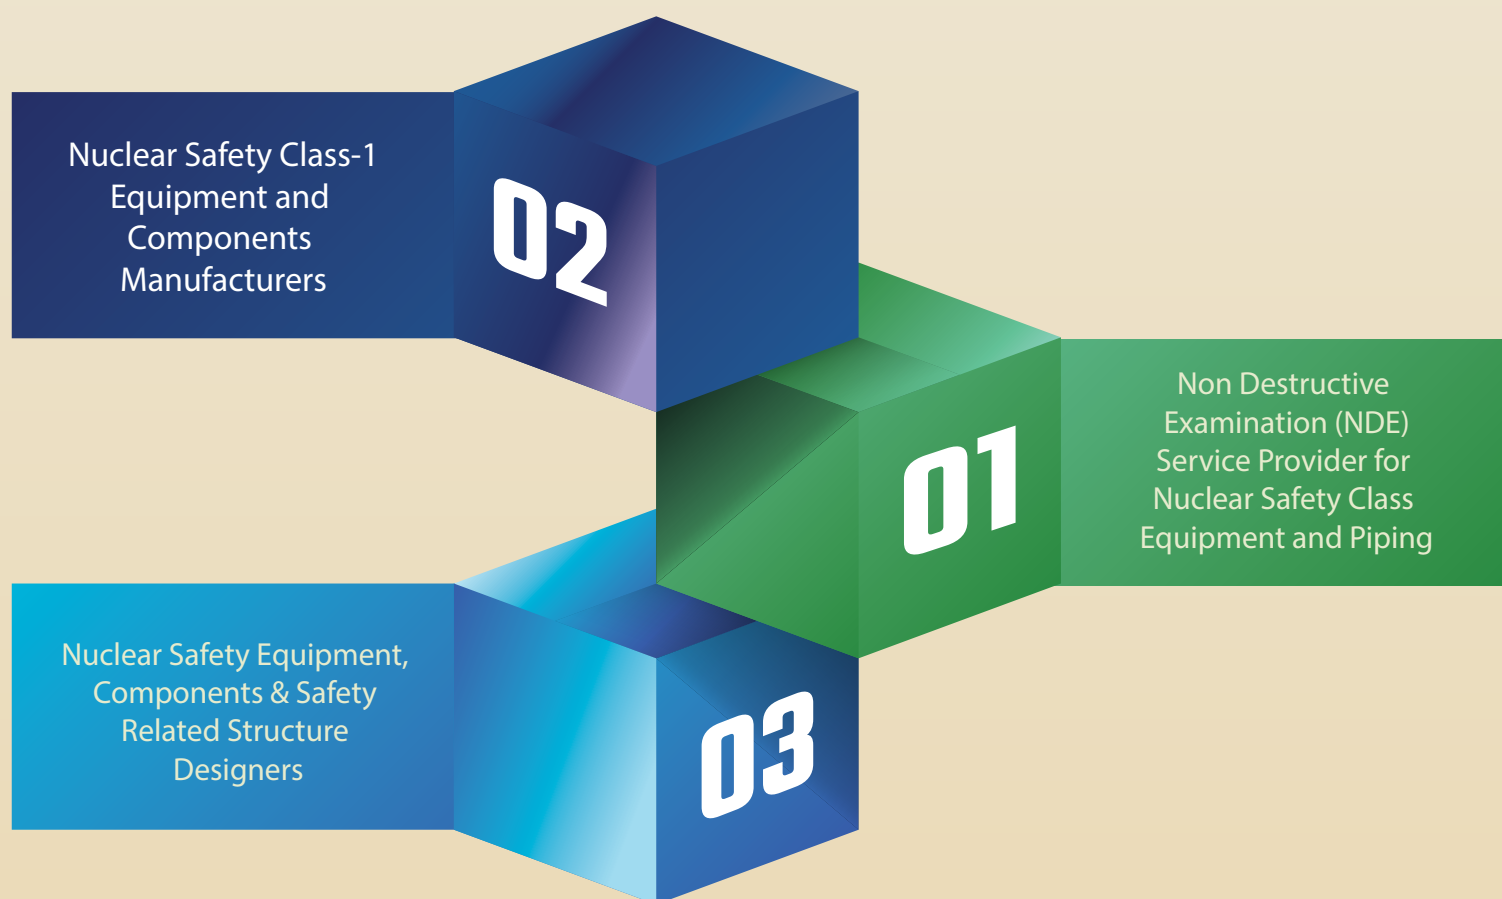 Nuclear Safety Class-1
Equipment and
Components
Manufacturers
02
01
Non Destructive
Examination (NDE)
Service Provider for
Nuclear Safety Class
Equipment and Piping
Nuclear Safety Equipment,
Components & Safety
Related Structure
Designers
03